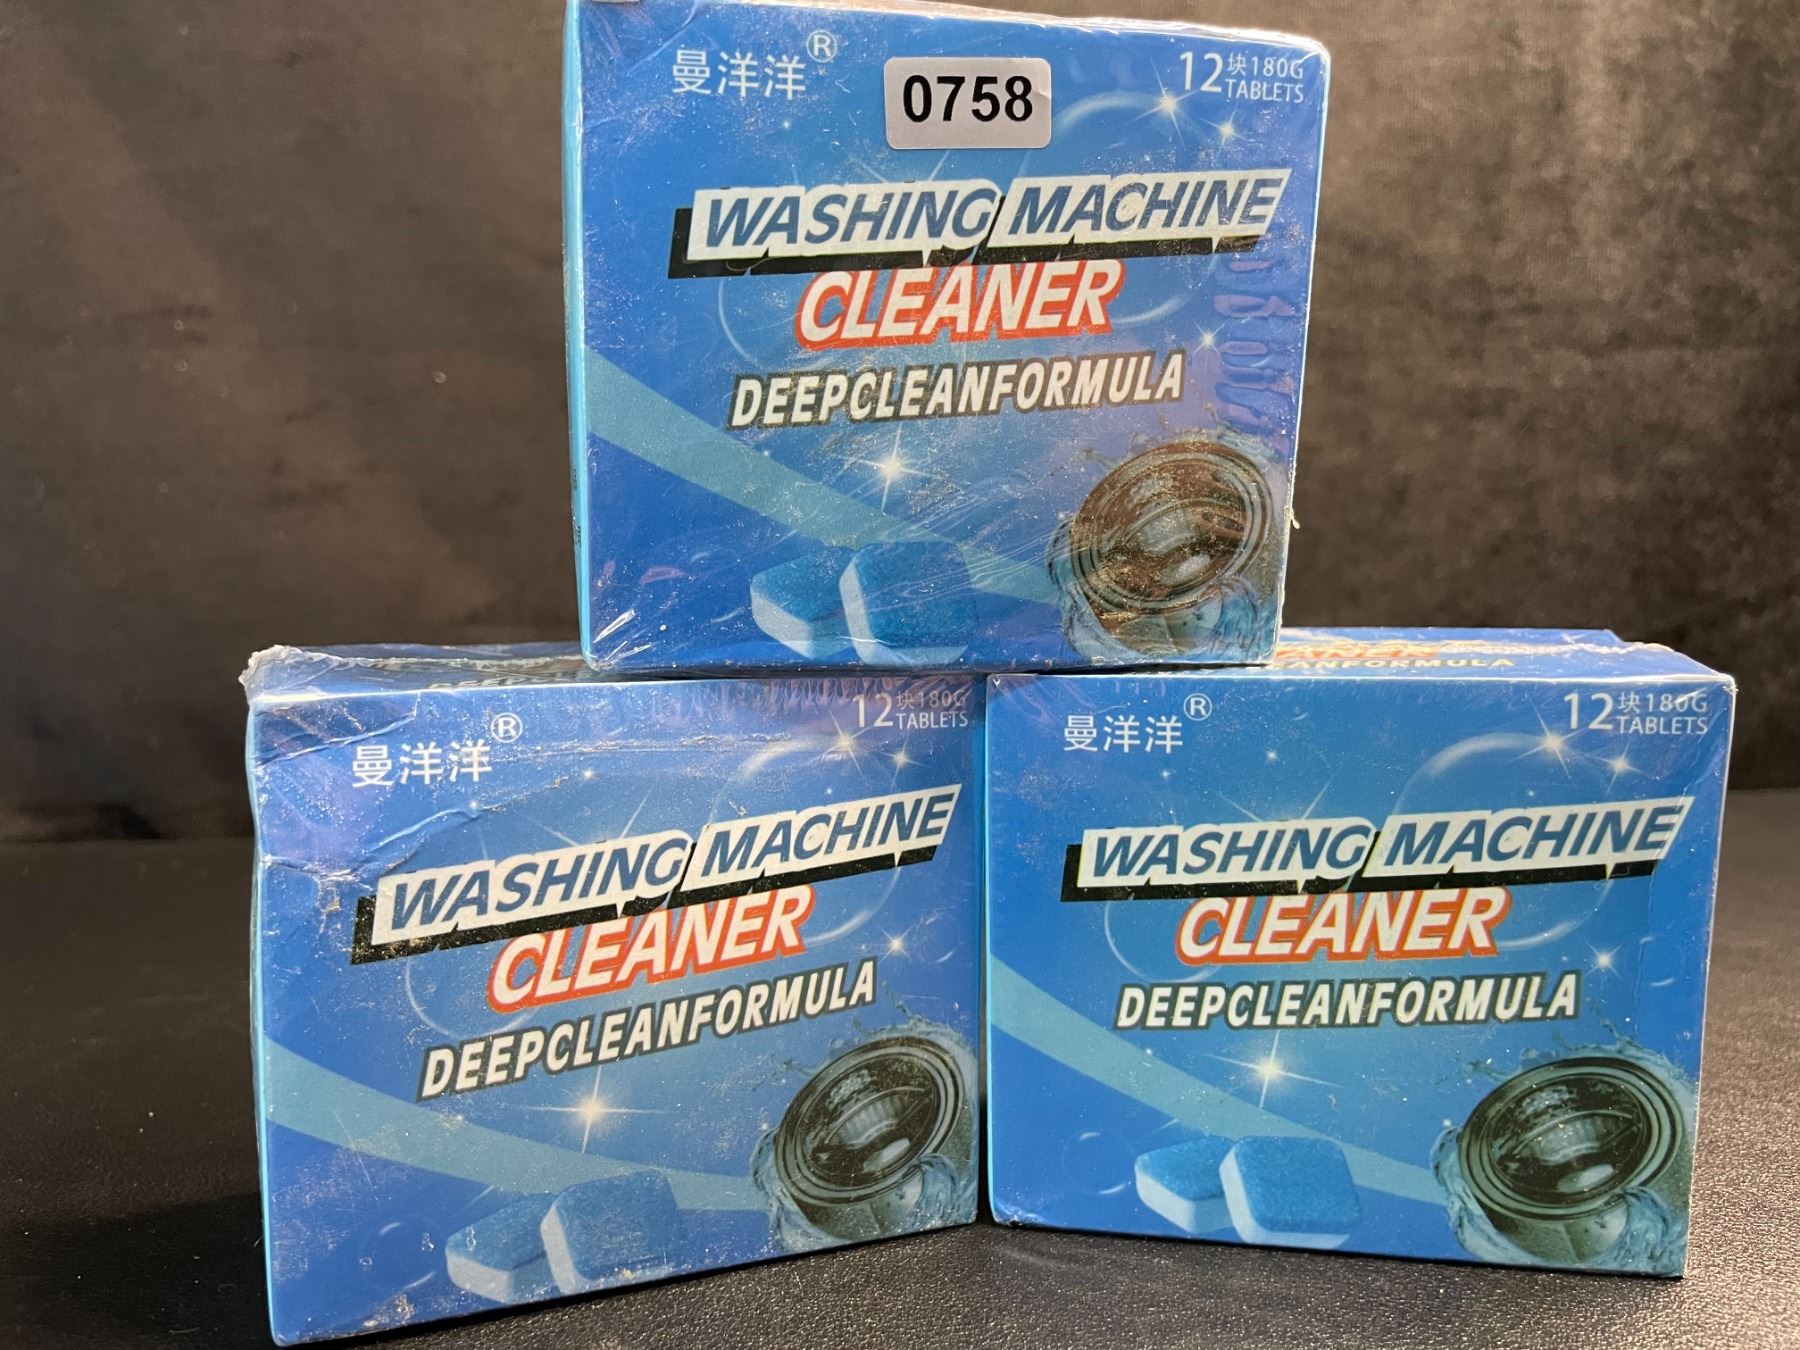 曼洋洋®
12块180G
TABLETS
0758
WASHING MACHINE
CLEANER
DEEPCLEANFORMULA
曼洋洋®
12块180G
TABLETS
WASHING MACHINE
CLEANER
DEEPCLEANFORMULA
CLEANFORMULA
曼洋洋®
12块180G
TABLETS
WASHING MACHINE
CLEANER
DEEPCLEANFORMULA